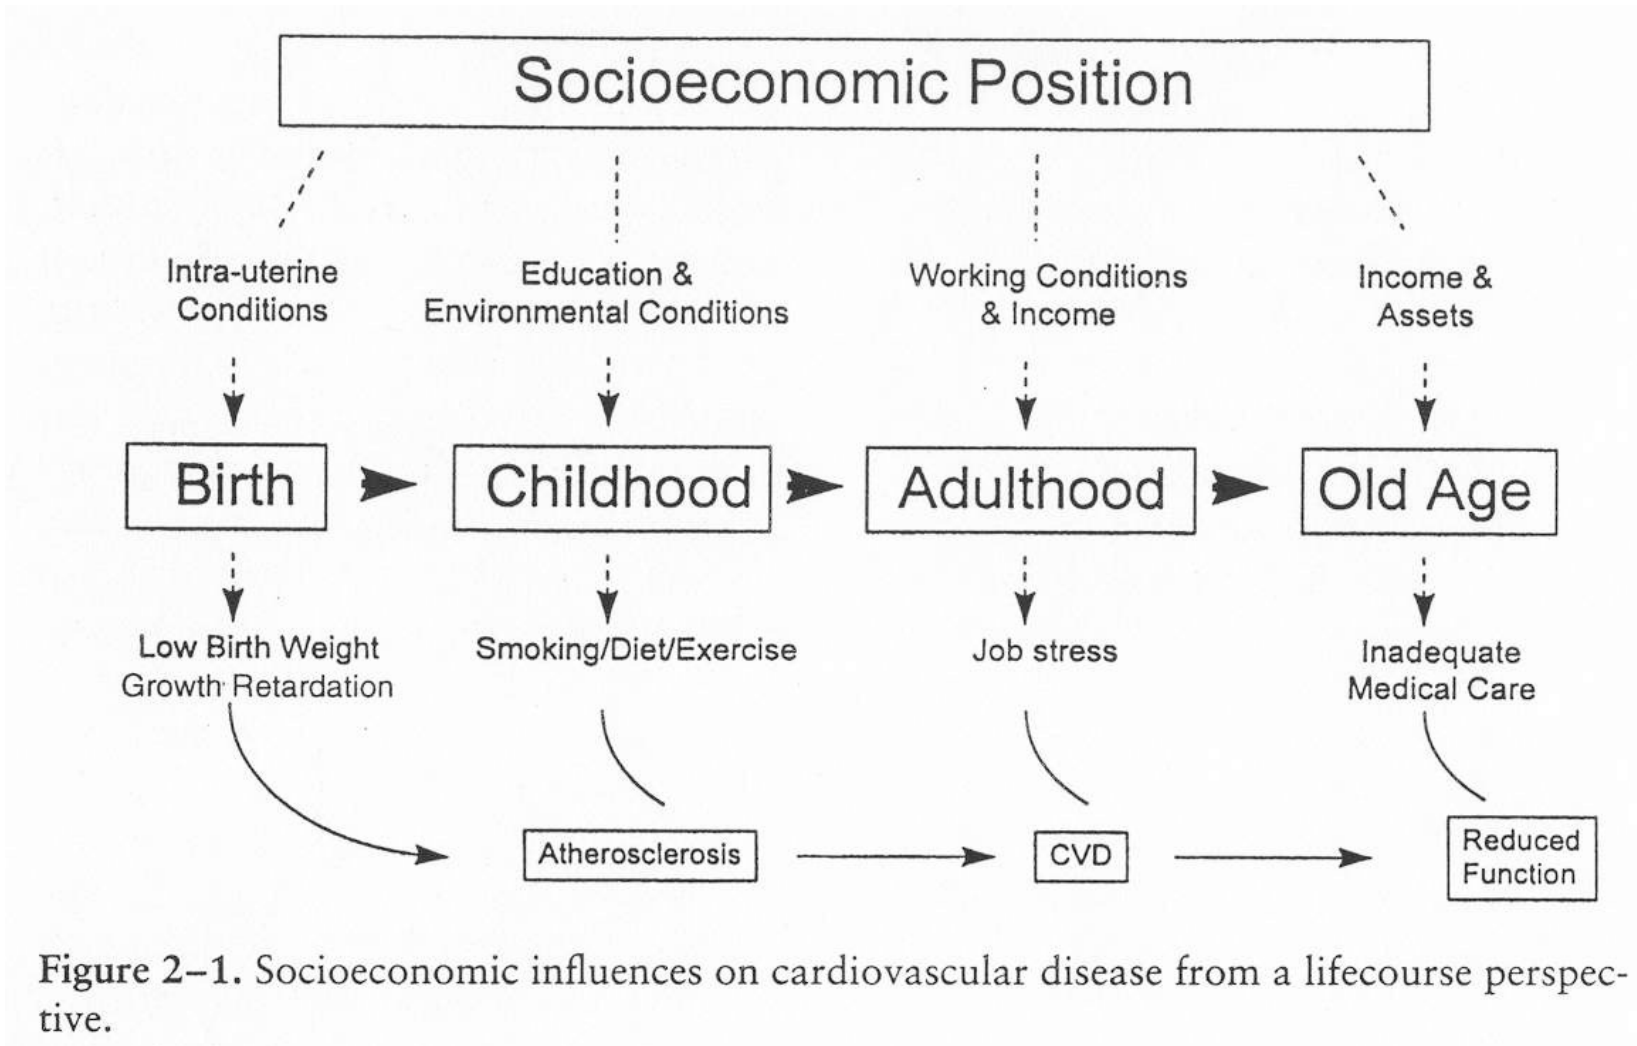 Socioeconomic Position
Intra-uterine
Conditions
Education &
Environmental Conditions
Working Conditions
& Income
Income &
Assets
Birth
Childhood
Adulthood
Old Age
Low Birth Weight
Growth Retardation
Smoking/Diet/Exercise
Job stress
Inadequate
Medical Care
Atherosclerosis
CVD
Reduced
Function
Figure 2–1. Socioeconomic influences on cardiovascular disease from a lifecourse perspec-
tive.